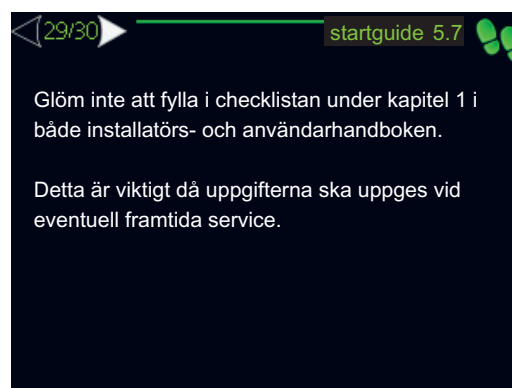 29/30
startguide 5.7
Glöm inte att fylla i checklistan under kapitel 1 i
både installatörs- och användarhandboken.
Detta är viktigt då uppgifterna ska uppges vid
eventuell framtida service.